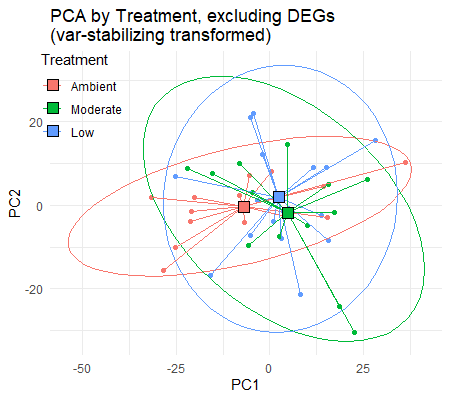 PCA by Treatment, excluding DEGs
(var-stabilizing transformed)
Treatment
Ambient
Moderate
Low
PC2
20
0
-20
-50
-25
0
25
PC1